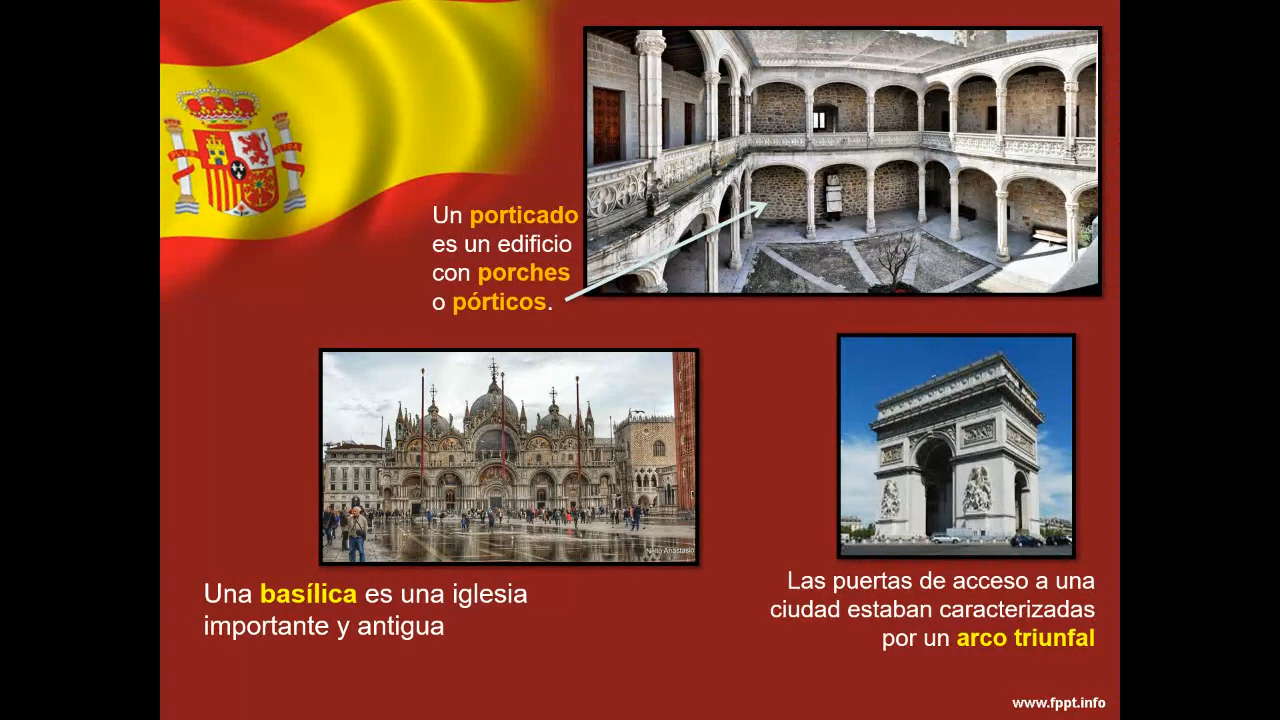 Un porticado
es un edificio
con porches
o pórticos.
Una basílica es una iglesia
importante y antigua
Las puertas de acceso a una
ciudad estaban caracterizadas
por un arco triunfal
www.fppt.info